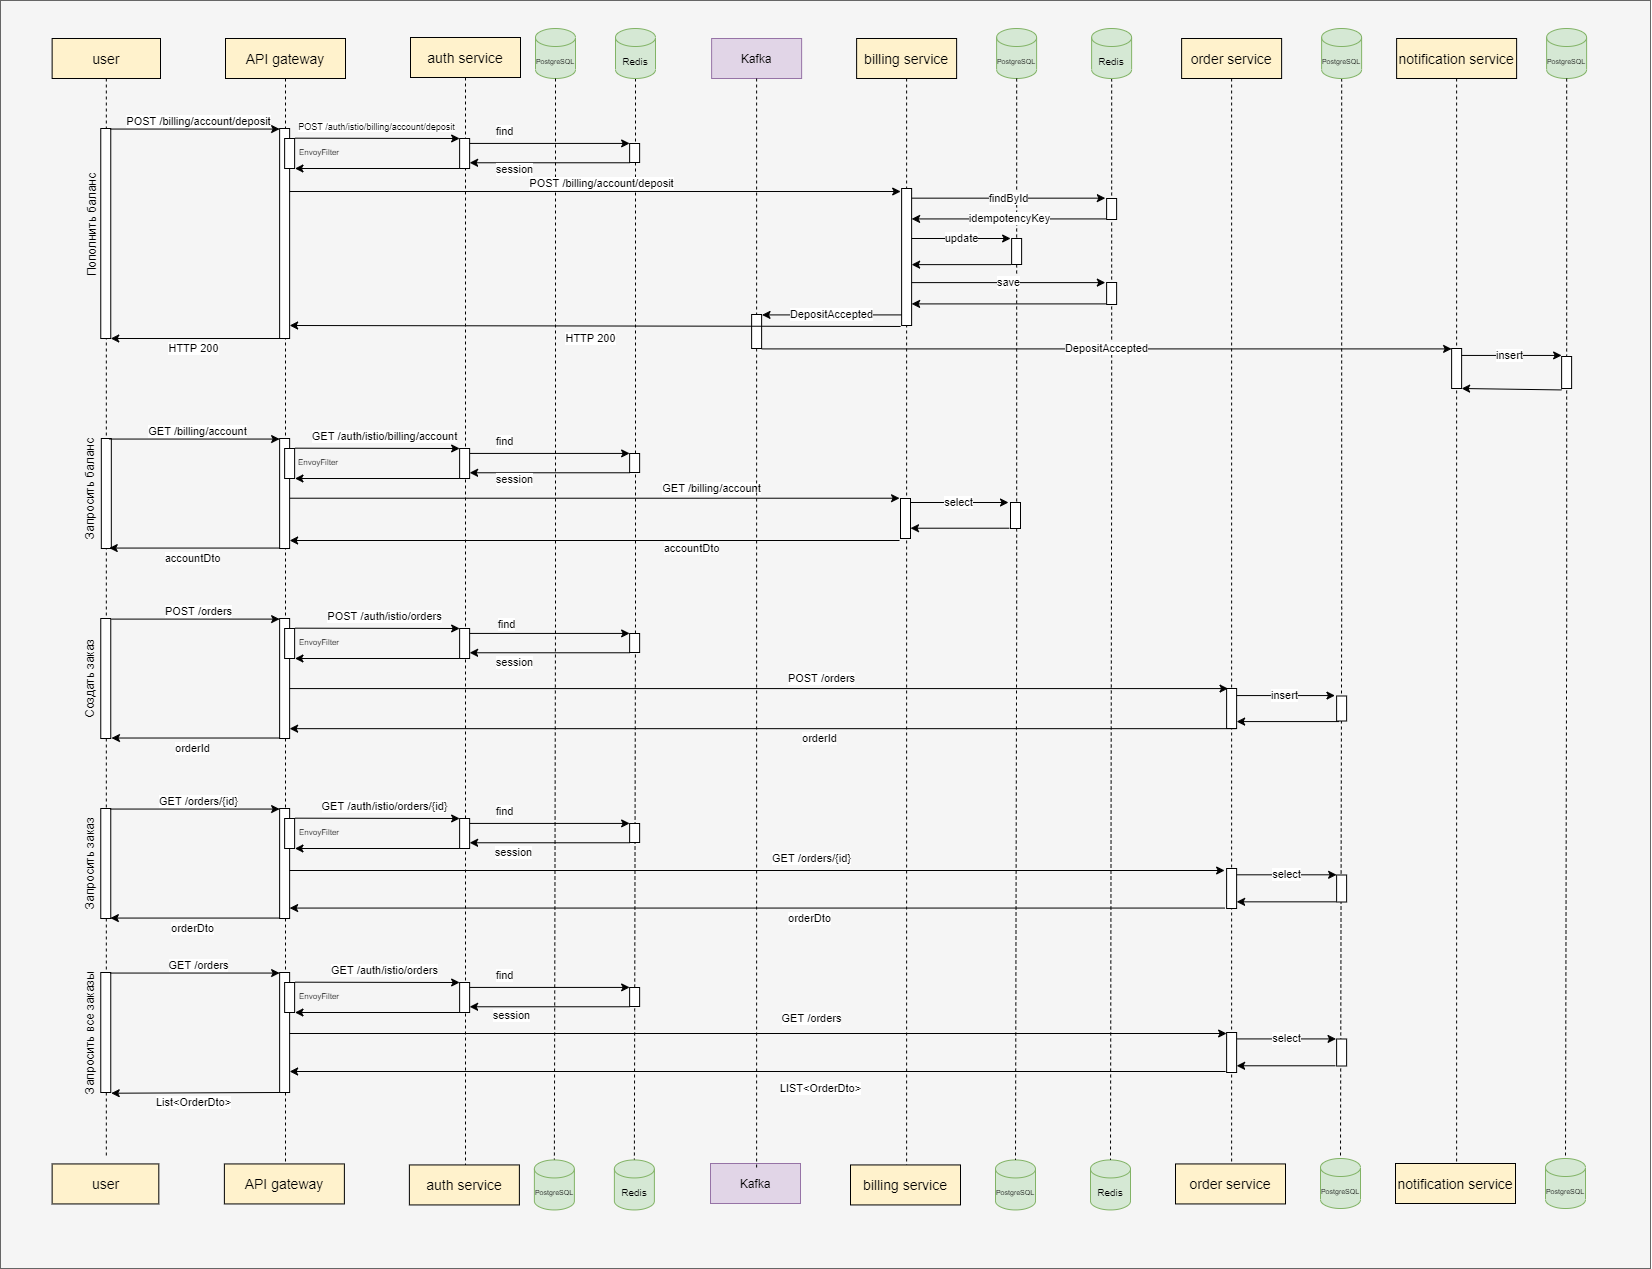 user
API gateway
auth service
PostgreSQL
Redis
Kafka
billing service
PostgreSQL
Redis
order service
PostgreSQL
notification service
PostgreSQL
Пополнить баланс
POST /billing/account/deposit
POST /auth/istio/billing/account/deposit
find
EnvoyFilter
session
POST /billing/account/deposit
findById
idempotencyKey
update
save
DepositAccepted
HTTP 200
HTTP 200
DepositAccepted
insert
Запросить баланс
GET /billing/account
GET /auth/istio/billing/account
find
EnvoyFilter
session
GET /billing/account
select
accountDto
accountDto
Создать заказ
POST /orders
POST /auth/istio/orders
find
EnvoyFilter
session
POST /orders
insert
orderId
orderId
Запросить заказ
GET /orders/{id}
GET /auth/istio/orders/{id}
find
EnvoyFilter
session
GET /orders/{id}
select
orderDto
orderDto
Запросить все заказы
GET /orders
GET /auth/istio/orders
find
EnvoyFilter
session
GET /orders
select
LIST<OrderDto>
List<OrderDto>
user
API gateway
auth service
PostgreSQL
Redis
Kafka
billing service
PostgreSQL
Redis
order service
PostgreSQL
notification service
PostgreSQL